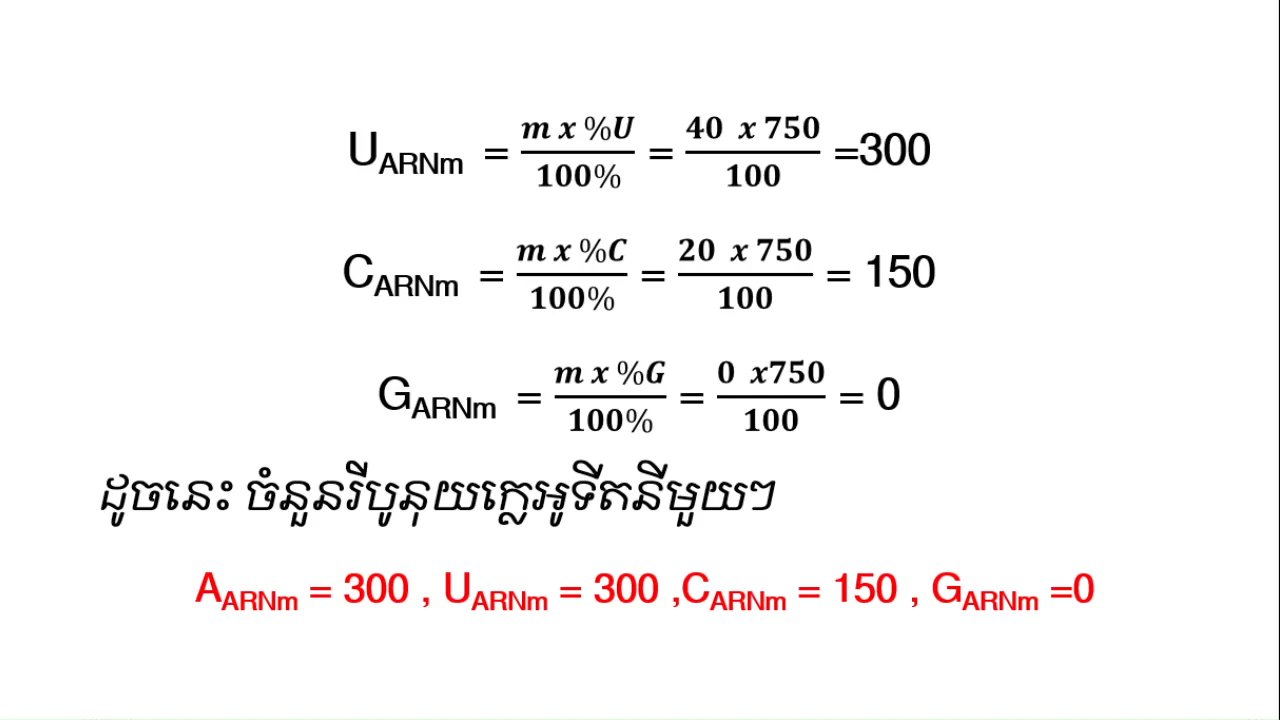 U_ARNm = (m x %U)/(100%) = (40 x 750)/(100) =300
C_ARNm = (m x %C)/(100%) = (20 x 750)/(100) = 150
G_ARNm = (m x %G)/(100%) = (0 x750)/(100) = 0
ដូចនេះ ចំនួនរីបូនុយក្លេអូទីតនីមួយៗ
A_ARNm = 300 , U_ARNm = 300 ,C_ARNm = 150 , G_ARNm =0